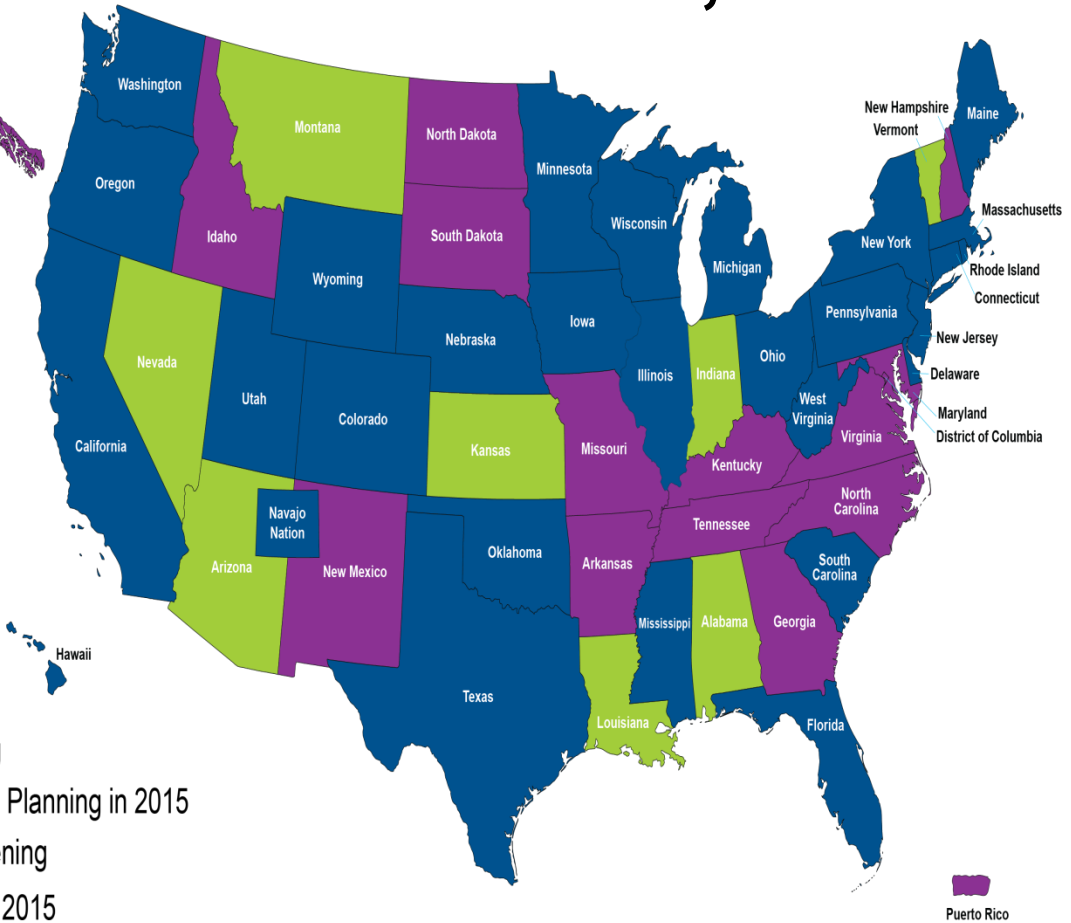 Washington
Montana
North Dakota
Minnesota
New Hampshire
Vermont
Maine
Oregon
Idaho
South Dakota
Wisconsin
Michigan
New York
Massachusetts
Rhode Island
Connecticut
Wyoming
Nebraska
Iowa
Pennsylvania
New Jersey
Nevada
Utah
Colorado
Illinois
Indiana
Ohio
Delaware
West
Virginia
Maryland
District of Columbia
California
Kansas
Missouri
Kentucky
Virginia
North
Carolina
Navajo
Nation
Arizona
New Mexico
Oklahoma
Arkansas
Tennessee
South
Carolina
Mississippi
Alabama
Georgia
Hawaii
Texas
Louisiana
Florida
Planning in 2015
2015
Puerto Rico